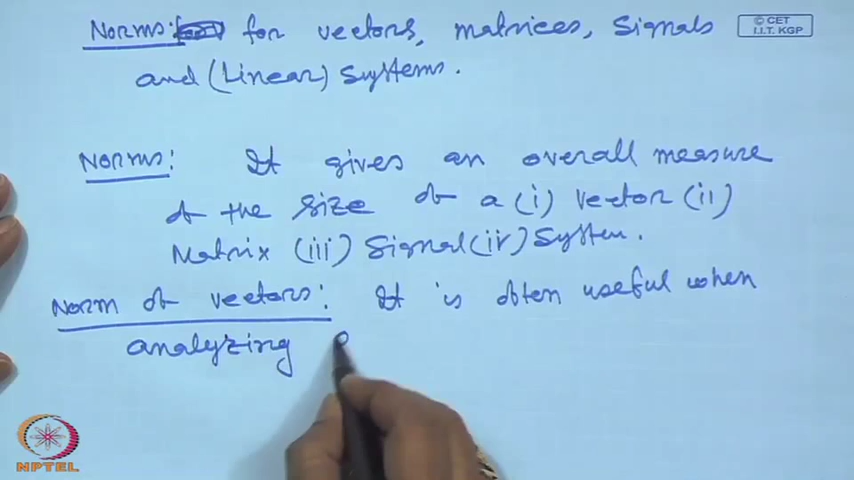 Norms: for vectors, matrices, Signals
and (Linear) Systems.
© CET
I.I.T. KGP
Norms: It gives an overall measure
of the size of a (i) vector (ii)
Matrix (iii) Signal (iv) System.
Norm of vectors: It is often useful when
analyzing
NPTEL